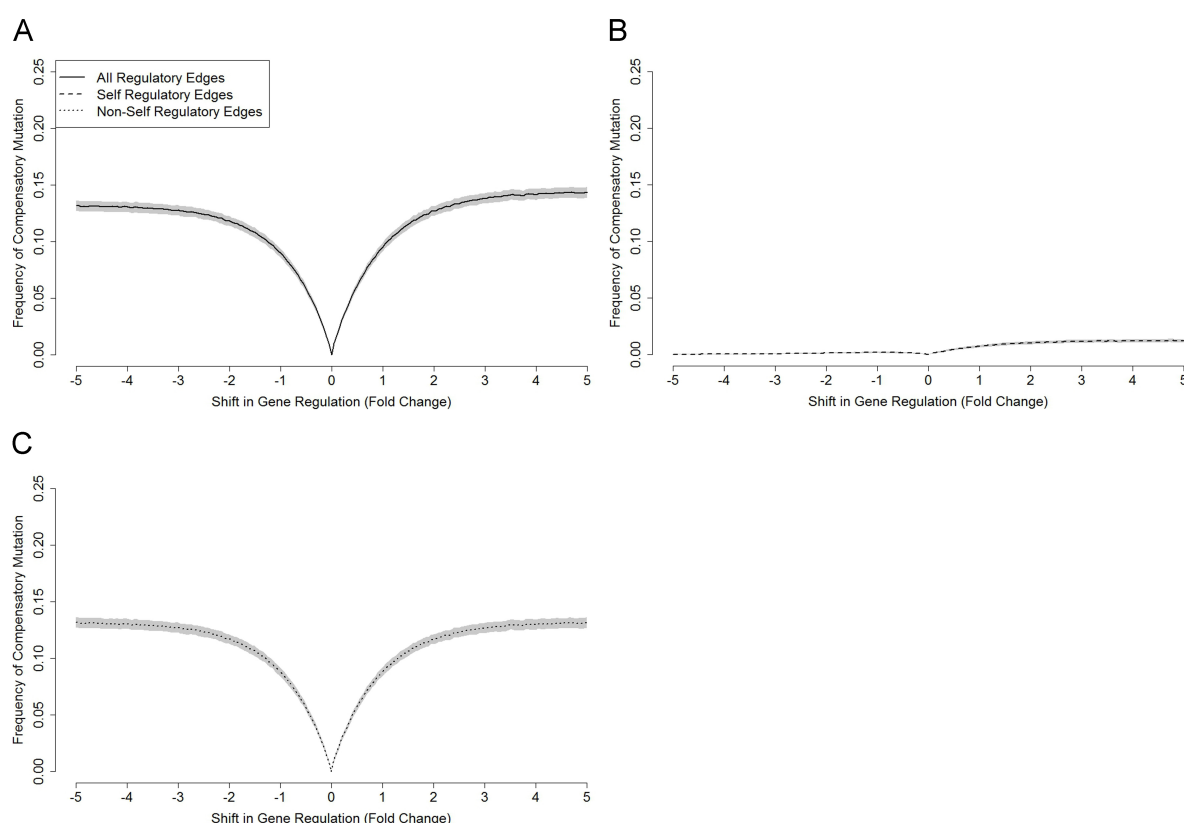 A
All Regulatory Edges
Self Regulatory Edges
Non-Self Regulatory Edges
Frequency of Compensatory Mutation
0.00 0.05 0.10 0.15 0.20 0.25
-5 -4 -3 -2 -1 0 1 2 3 4 5
Shift in Gene Regulation (Fold Change)
B
Frequency of Compensatory Mutation
0.00 0.05 0.10 0.15 0.20 0.25
-5 -4 -3 -2 -1 0 1 2 3 4 5
Shift in Gene Regulation (Fold Change)
C
Frequency of Compensatory Mutation
0.00 0.05 0.10 0.15 0.20 0.25
-5 -4 -3 -2 -1 0 1 2 3 4 5
Shift in Gene Regulation (Fold Change)